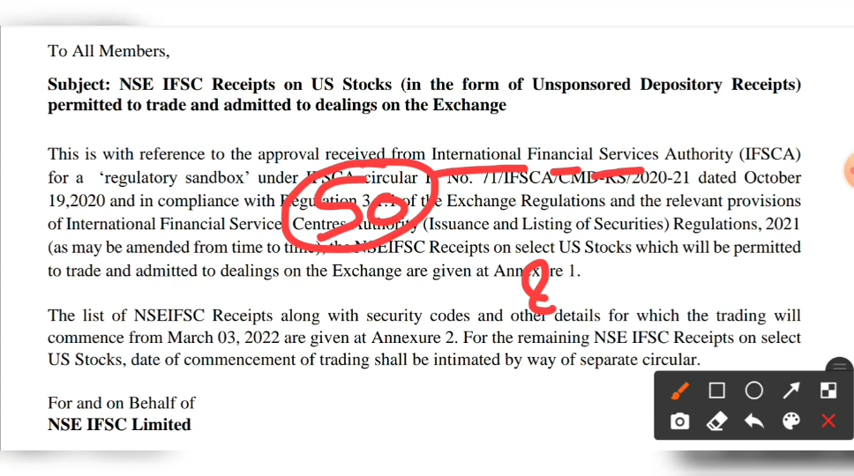 To All Members,
Subject: NSE IFSC Receipts on US Stocks (in the form of Unsponsored Depository Receipts)
permitted to trade and admitted to dealings on the Exchange
This is with reference to the approval received from International Financial Services Authority (IFSCA)
for a ‘regulatory sandbox’ under IFSCA circular No. 71/IFSCA/CMD-RS/2020-21 dated October
19,2020 and in compliance with Regulation 3.1.1 of the Exchange Regulations and the relevant provisions
50
of International Financial Services Centres Authority (Issuance and Listing of Securities) Regulations, 2021
(as may be amended from time to time), the NSEIFSC Receipts on select US Stocks which will be permitted
to trade and admitted to dealings on the Exchange are given at Annexure 1.
8
The list of NSEIFSC Receipts along with security codes and other details for which the trading will
commence from March 03, 2022 are given at Annexure 2. For the remaining NSE IFSC Receipts on select
US Stocks, date of commencement of trading shall be intimated by way of separate circular.
For and on Behalf of
NSE IFSC Limited